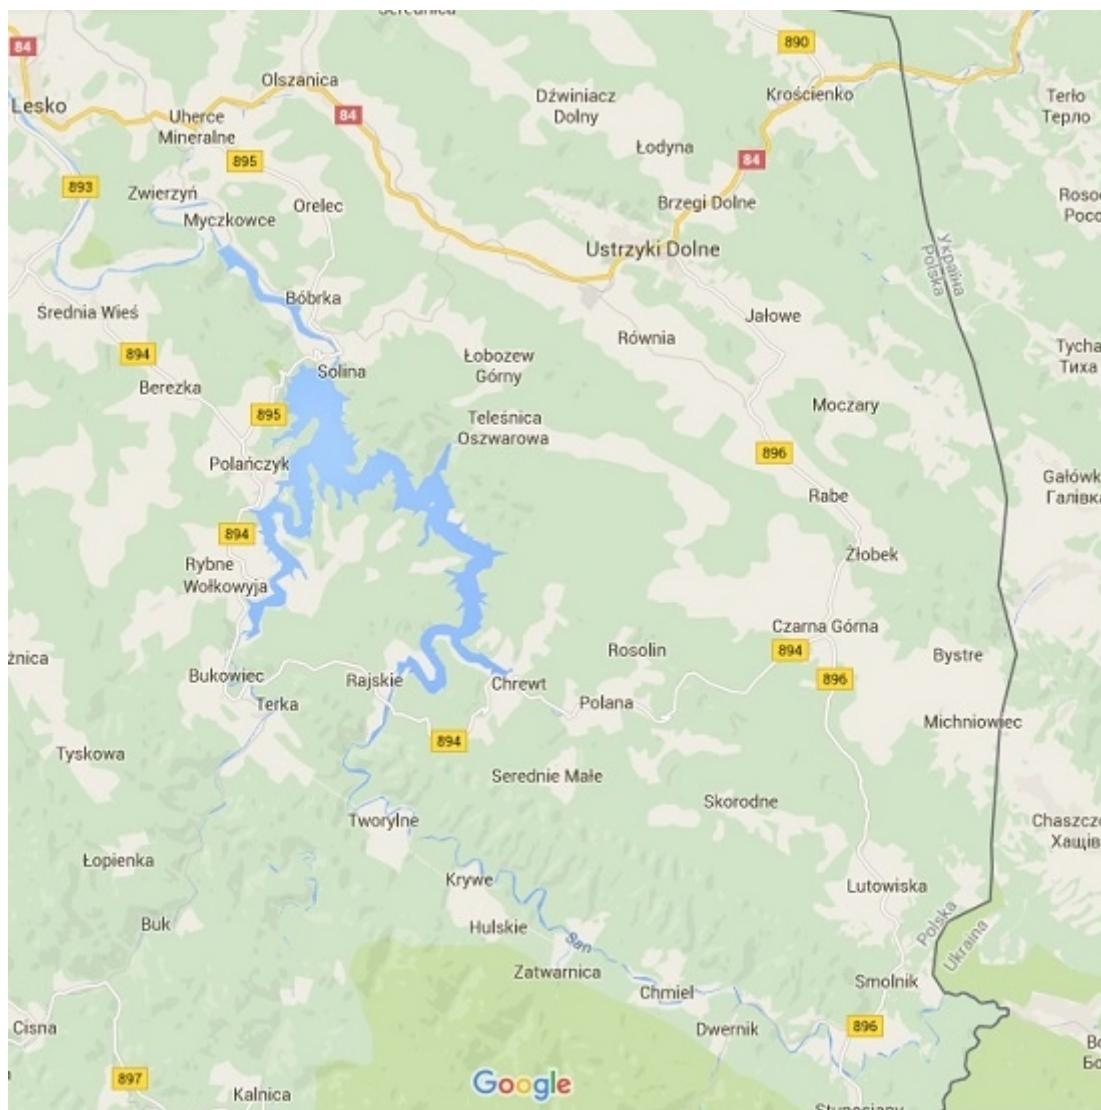 84
890
Olszanica
Lesko
84
Dźwiniacz
Dolny
Krościenko
Terło
Терло
Uherce
Mineralne
895
Łodyna
84
893
Zwierzyń
Orelec
Brzegi Dolne
Myczkowce
Ustrzyki Dolne
Україна
Polska
Średnia Wieś
Bóbrka
Jałowe
Równia
894
Berezka
Solina
Łobozew
Górny
Tycha
Тиха
895
Teleśnica
Oszwarowa
Moczary
Polańczyk
896
Rabe
894
Żłobek
Rybne
Wołkowyja
Czarna Górna
Rosolin
894
Bystre
Bukowiec
Rajskie
Chrewt
896
Terka
Polana
Michniowiec
894
Tyskowa
Serednie Małe
Skorodne
Tworylne
Łopienka
Krywe
Lutowiska
Buk
Hulskie
San
Polska
Ukraina
Zatwarnica
Smolnik
Chmiel
Cisna
Dwernik
896
897
Google
Kalnica